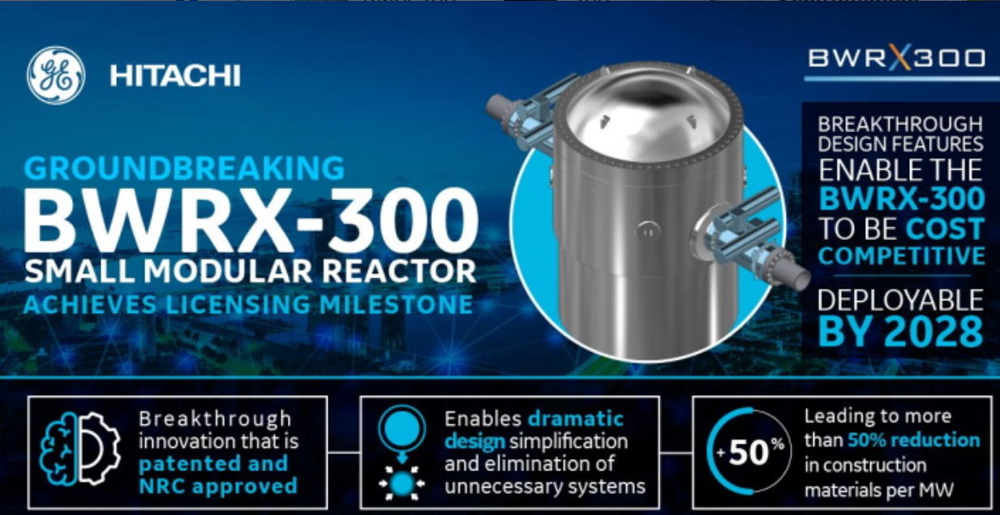 GE
HITACHI
BWRX300
GROUNDBREAKING
BWRX-300
SMALL MODULAR REACTOR
ACHIEVES LICENSING MILESTONE
BREAKTHROUGH
DESIGN FEATURES
ENABLE THE
BWRX-300
TO BE COST
COMPETITIVE
DEPLOYABLE
BY 2028
Breakthrough
innovation that is
patented and
NRC approved
Enables dramatic
design simplification
and elimination of
unnecessary systems
+50%
Leading to more
than 50% reduction
in construction
materials per MW